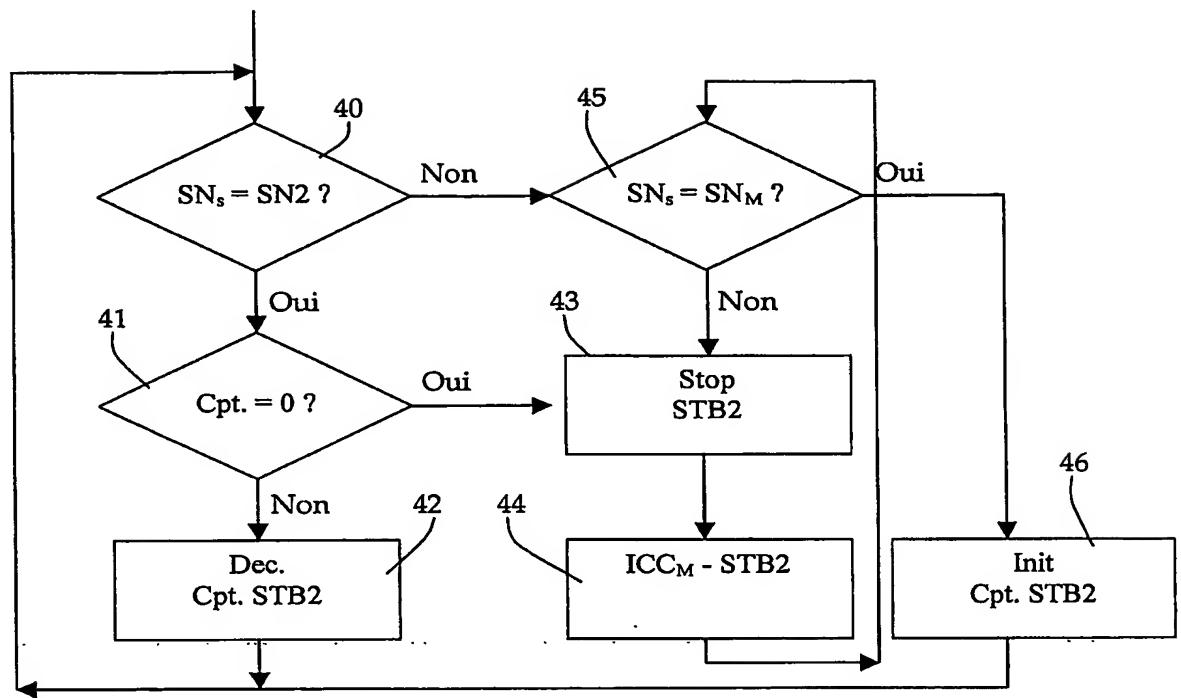 40
45
SNs = SN2 ?
Non
SNs = SNM ?
Oui
Oui
Non
41
43
Cpt. = 0 ?
Oui
Stop
STB2
Non
42
44
46
Dec.
Cpt. STB2
ICCM - STB2
Init
Cpt. STB2